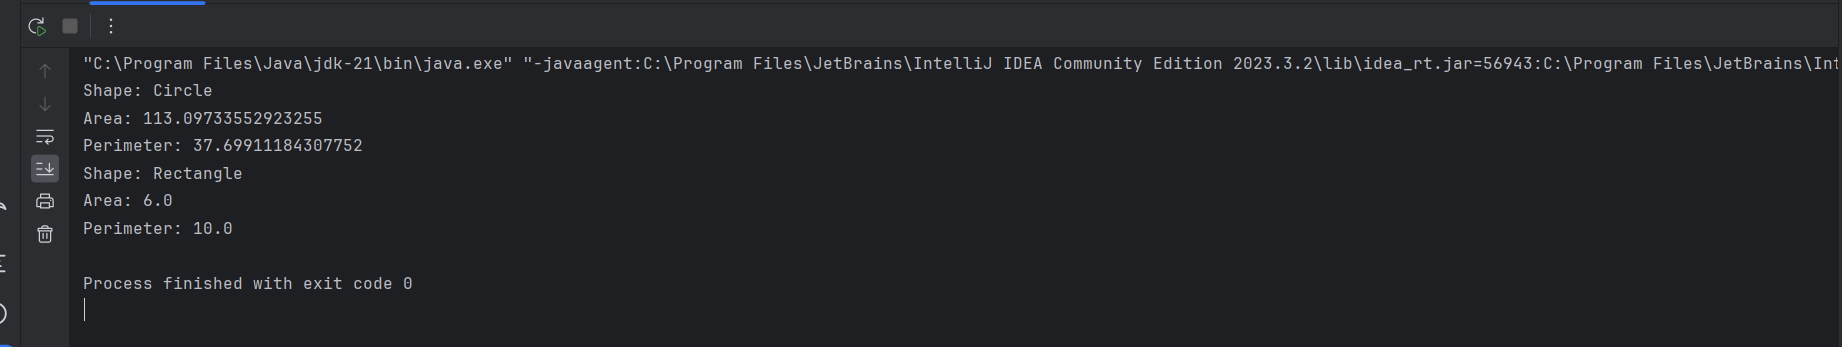 "C:\Program Files\Java\jdk-21\bin\java.exe" "-javaagent:C:\Program Files\JetBrains\IntelliJ IDEA Community Edition 2023.3.2\lib\idea_rt.jar=56943:C:\Program Files\JetBrains\Int
Shape: Circle
Area: 113.09733552923255
Perimeter: 37.69911184307752
Shape: Rectangle
Area: 6.0
Perimeter: 10.0
Process finished with exit code 0